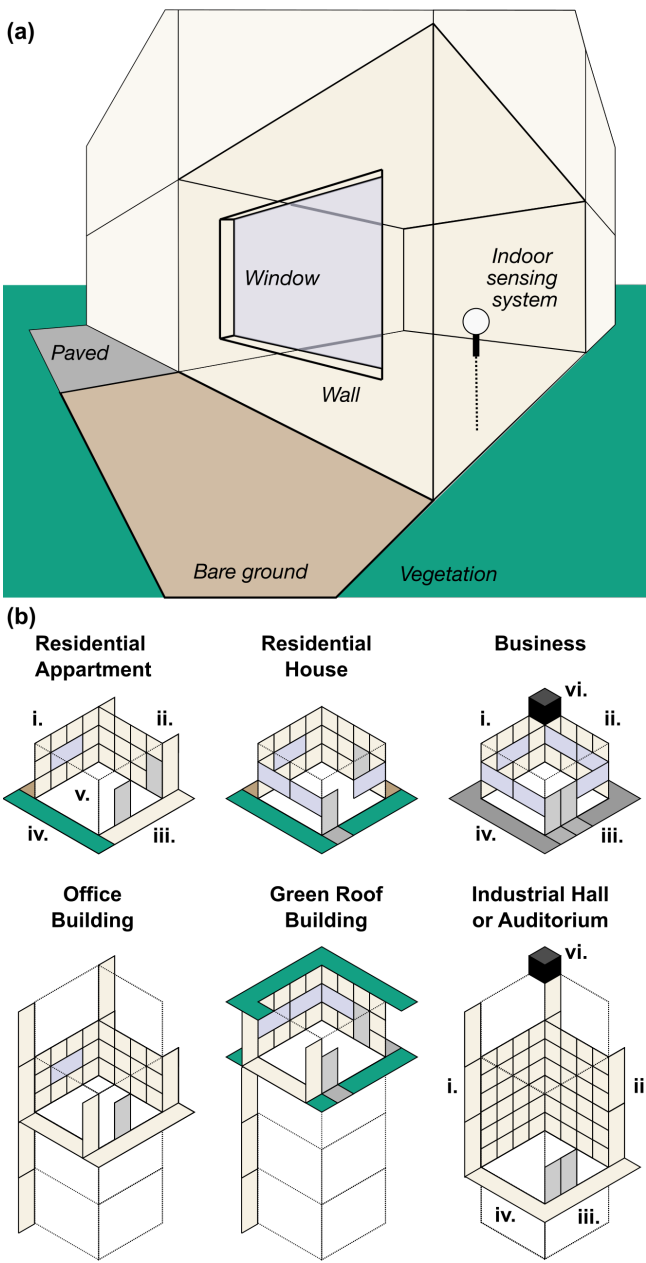 (a)
Window
Indoor
sensing
system
Paved
Wall
Bare ground
Vegetation
(b)
Residential
Appartment
Residential
House
Business
i.
ii.
iii.
iv.
v.
vi.
i.
ii.
iii.
iv.
Office
Building
Green Roof
Building
Industrial Hall
or Auditorium
vi.
i.
ii
iv.
iii.